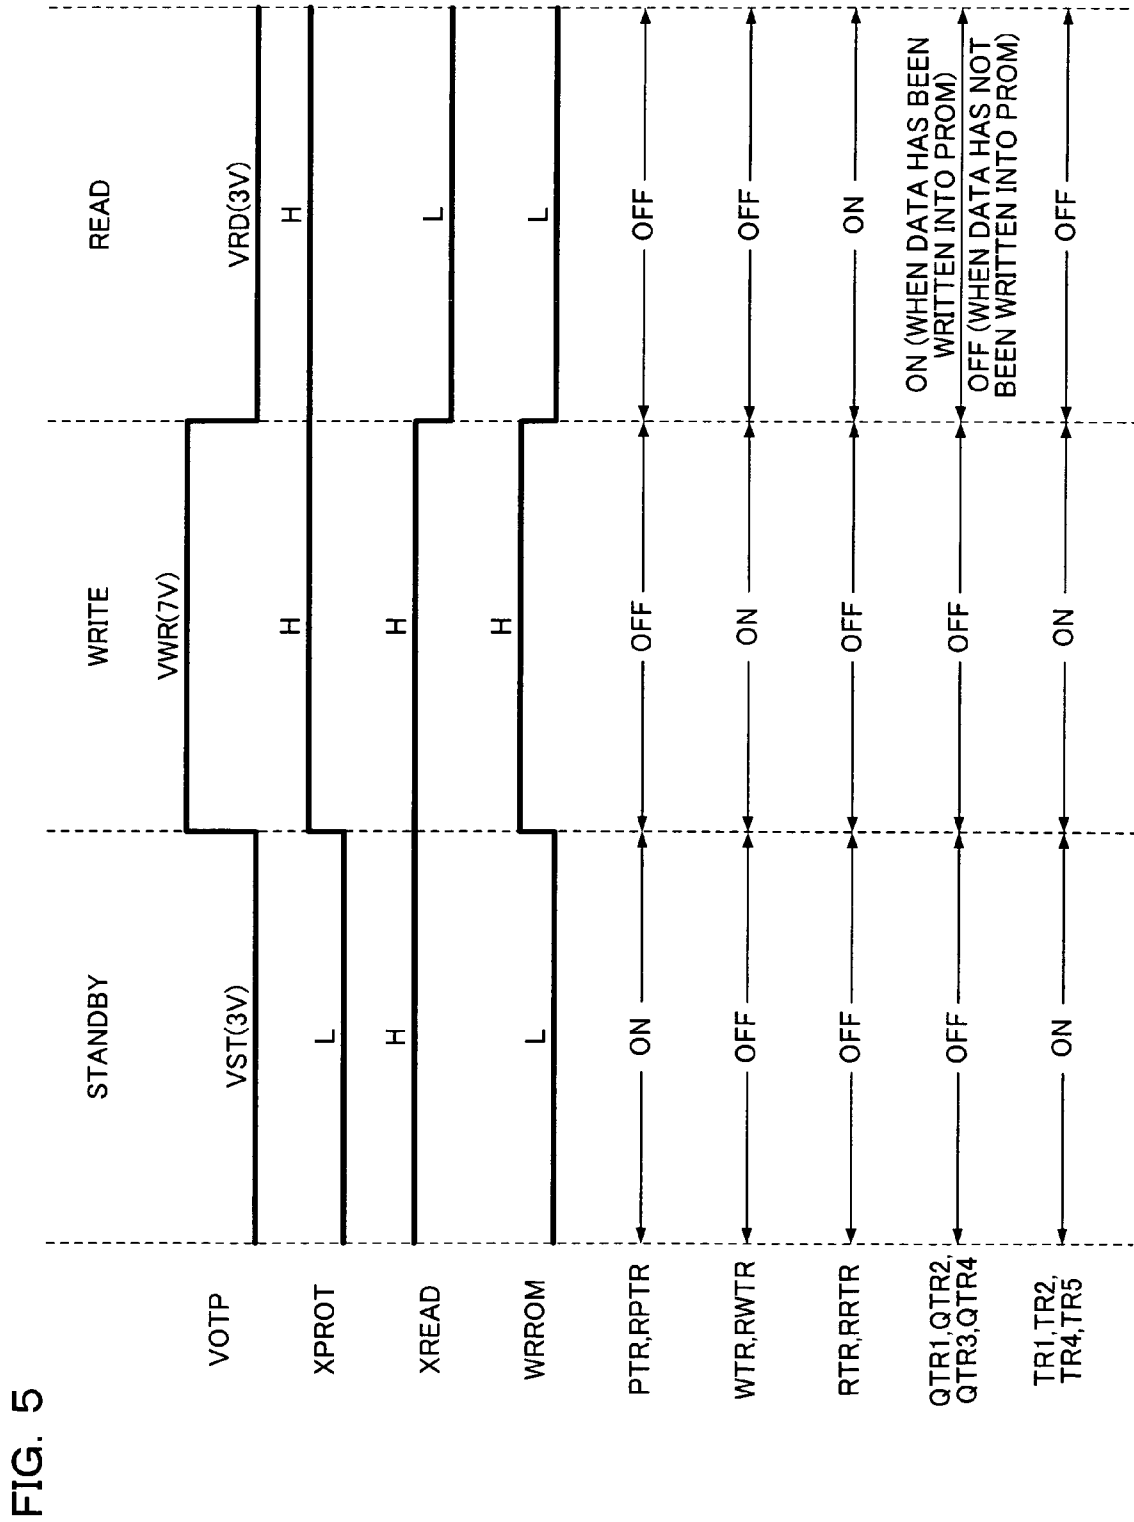 FIG. 5
STANDBY
WRITE
READ
VOTP
VST(3V)
VWR(7V)
VRD(3V)
XPROT
L
H
H
XREAD
H
H
L
WRROM
L
H
L
PTR,RPTR
ON
OFF
OFF
WTR,RWTR
OFF
ON
OFF
RTR,RRTR
OFF
OFF
ON
QTR1,QTR2,
QTR3,QTR4
OFF
OFF
ON (WHEN DATA HAS BEEN
WRITTEN INTO PROM)
OFF (WHEN DATA HAS NOT
BEEN WRITTEN INTO PROM)
TR1,TR2,
TR4,TR5
ON
ON
OFF